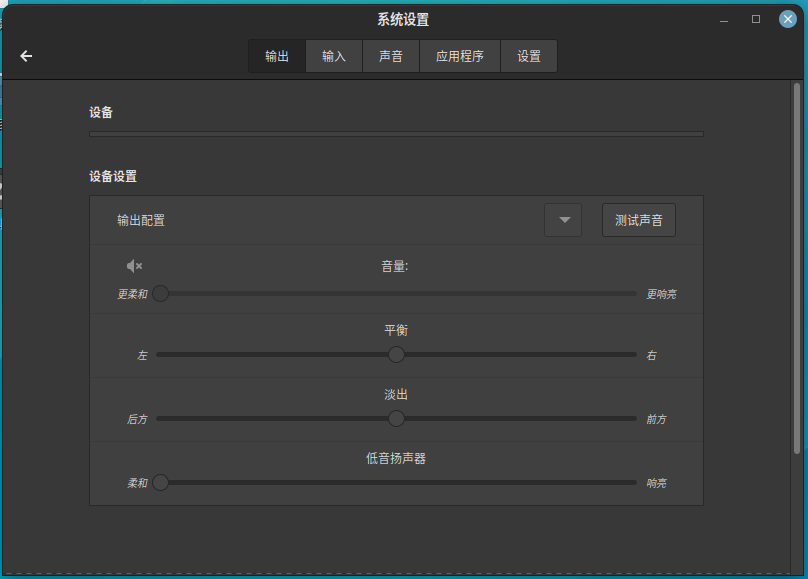 系统设置
输出 输入 声音 应用程序 设置
设备
设备设置
输出配置 测试声音
音量:
更柔和 更响亮
平衡
左 右
淡出
后方 前方
低音扬声器
柔和 响亮